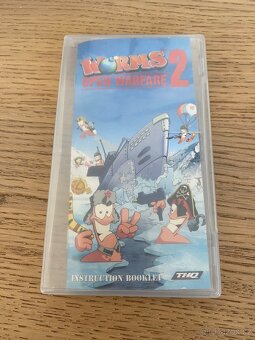 WORMS
OPEN WARFARE 2
INSTRUCTION BOOKLET
THQ